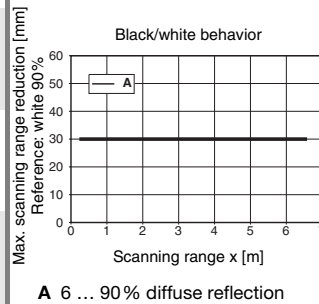 Black/white behavior
Max. scanning range reduction [mm]
Reference: white 90%
60
50
40
30
20
10
0
A
0 1 2 3 4 5 6
Scanning range x [m]
A 6 … 90% diffuse reflection